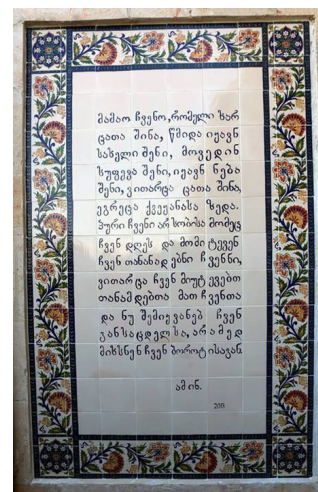 მამაო ჩვენო, რომელი ხარ
ცათა შინა, წმიდა იყავნ
სახელი შენი, მოვედინ
სუფევა შენი, იყავნ ნება
შენი, ვითარცა ცათა შინა,
ეგრეცა ქვეყანასა ზედა.
პური ჩვენი არსობისა მომეც
ჩვენ დღეს და მომიტევენ
ჩვენ თანანადებნი ჩვენნი,
ვითარცა ჩვენ მიუტევებთ
თანამდებთა მათ ჩვენთა
და ნუ შემიყვანებ ჩვენ
განსაცდელსა, არამედ
მიხსნენ ჩვენ ბოროტისაგან.
ამინ.
200